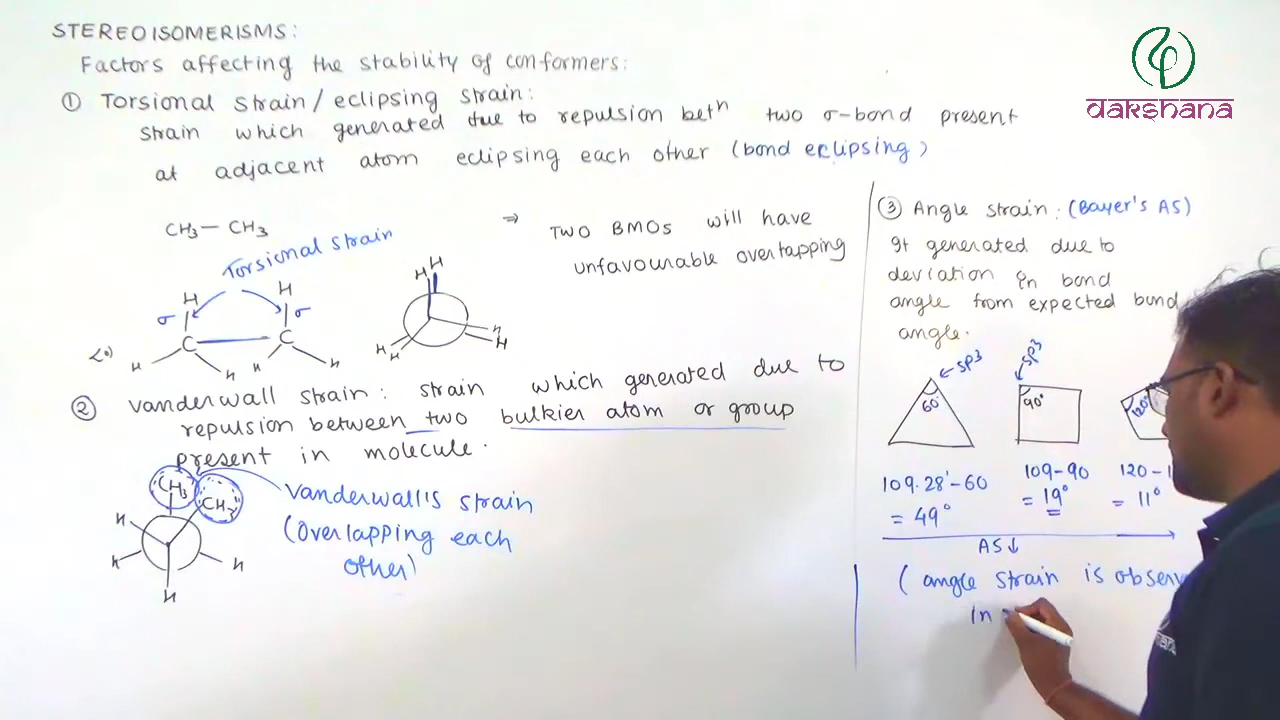 STEREOISOMERISMS:
Factors affecting the stability of conformers:
① Torsional strain/eclipsing strain:
strain which generated due to repulsion betⁿ two σ-bond present
at adjacent atom eclipsing each other (bond eclipsing)
CH₃–CH₃
Torsional strain
H
H
σ
σ
C
C
<0°
H
H
H
H
H
H
H
H
H
H
⇒ TWO BMOs will have
unfavourable overlapping
② vanderwall strain: strain which generated due to
repulsion between two bulkier atom or group
present in molecule.
CH₃
CH₃
H
H
H
H
vanderwall's strain
(overlapping each
other)
③ Angle strain: (Bayer's AS)
It generated due to
deviation in bond
angle from expected bond
angle.
sp3
sp3
60°
90°
120°
109.28'-60
= 49°
109-90
= 19°
120-1
= 11°
AS↓
(angle strain is observ
in
dakshana